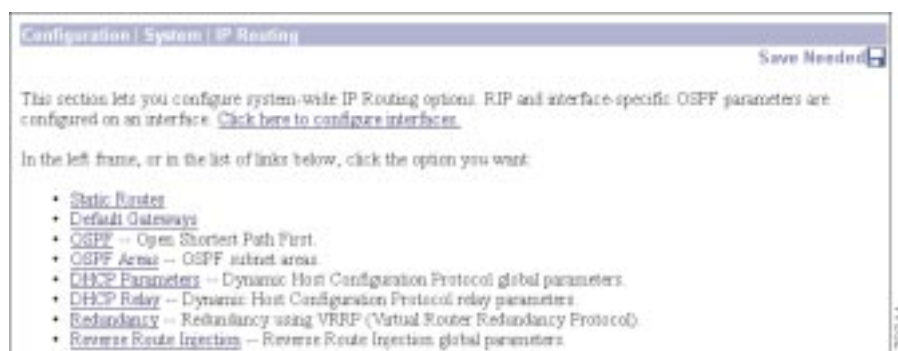 Configuration | System | IP Routing
Save Needed
This section lets you configure system-wide IP Routing options. RIP and interface-specific OSPF parameters are
configured on an interface. Click here to configure interfaces.
In the left frame, or in the list of links below, click the option you want:
• Static Routes
• Default Gateways
• OSPF -- Open Shortest Path First.
• OSPF Areas -- OSPF subnet areas.
• DHCP Parameters -- Dynamic Host Configuration Protocol global parameters.
• DHCP Relay -- Dynamic Host Configuration Protocol relay parameters.
• Redundancy -- Redundancy using VRRP (Virtual Router Redundancy Protocol).
• Reverse Route Injection -- Reverse Route Injection global parameters